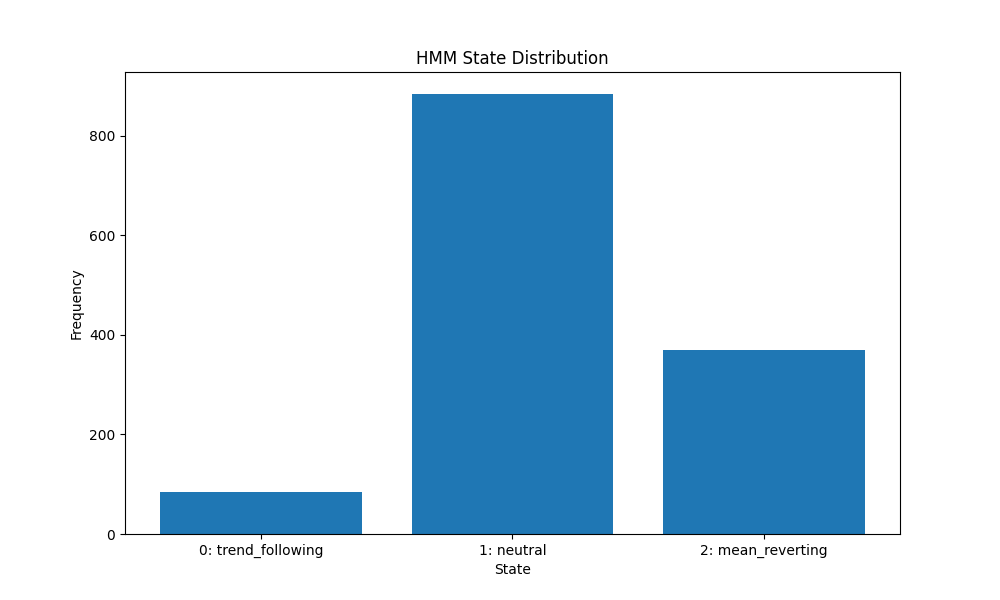 HMM State Distribution
Frequency
800
600
400
200
0
0: trend_following
1: neutral
2: mean_reverting
State